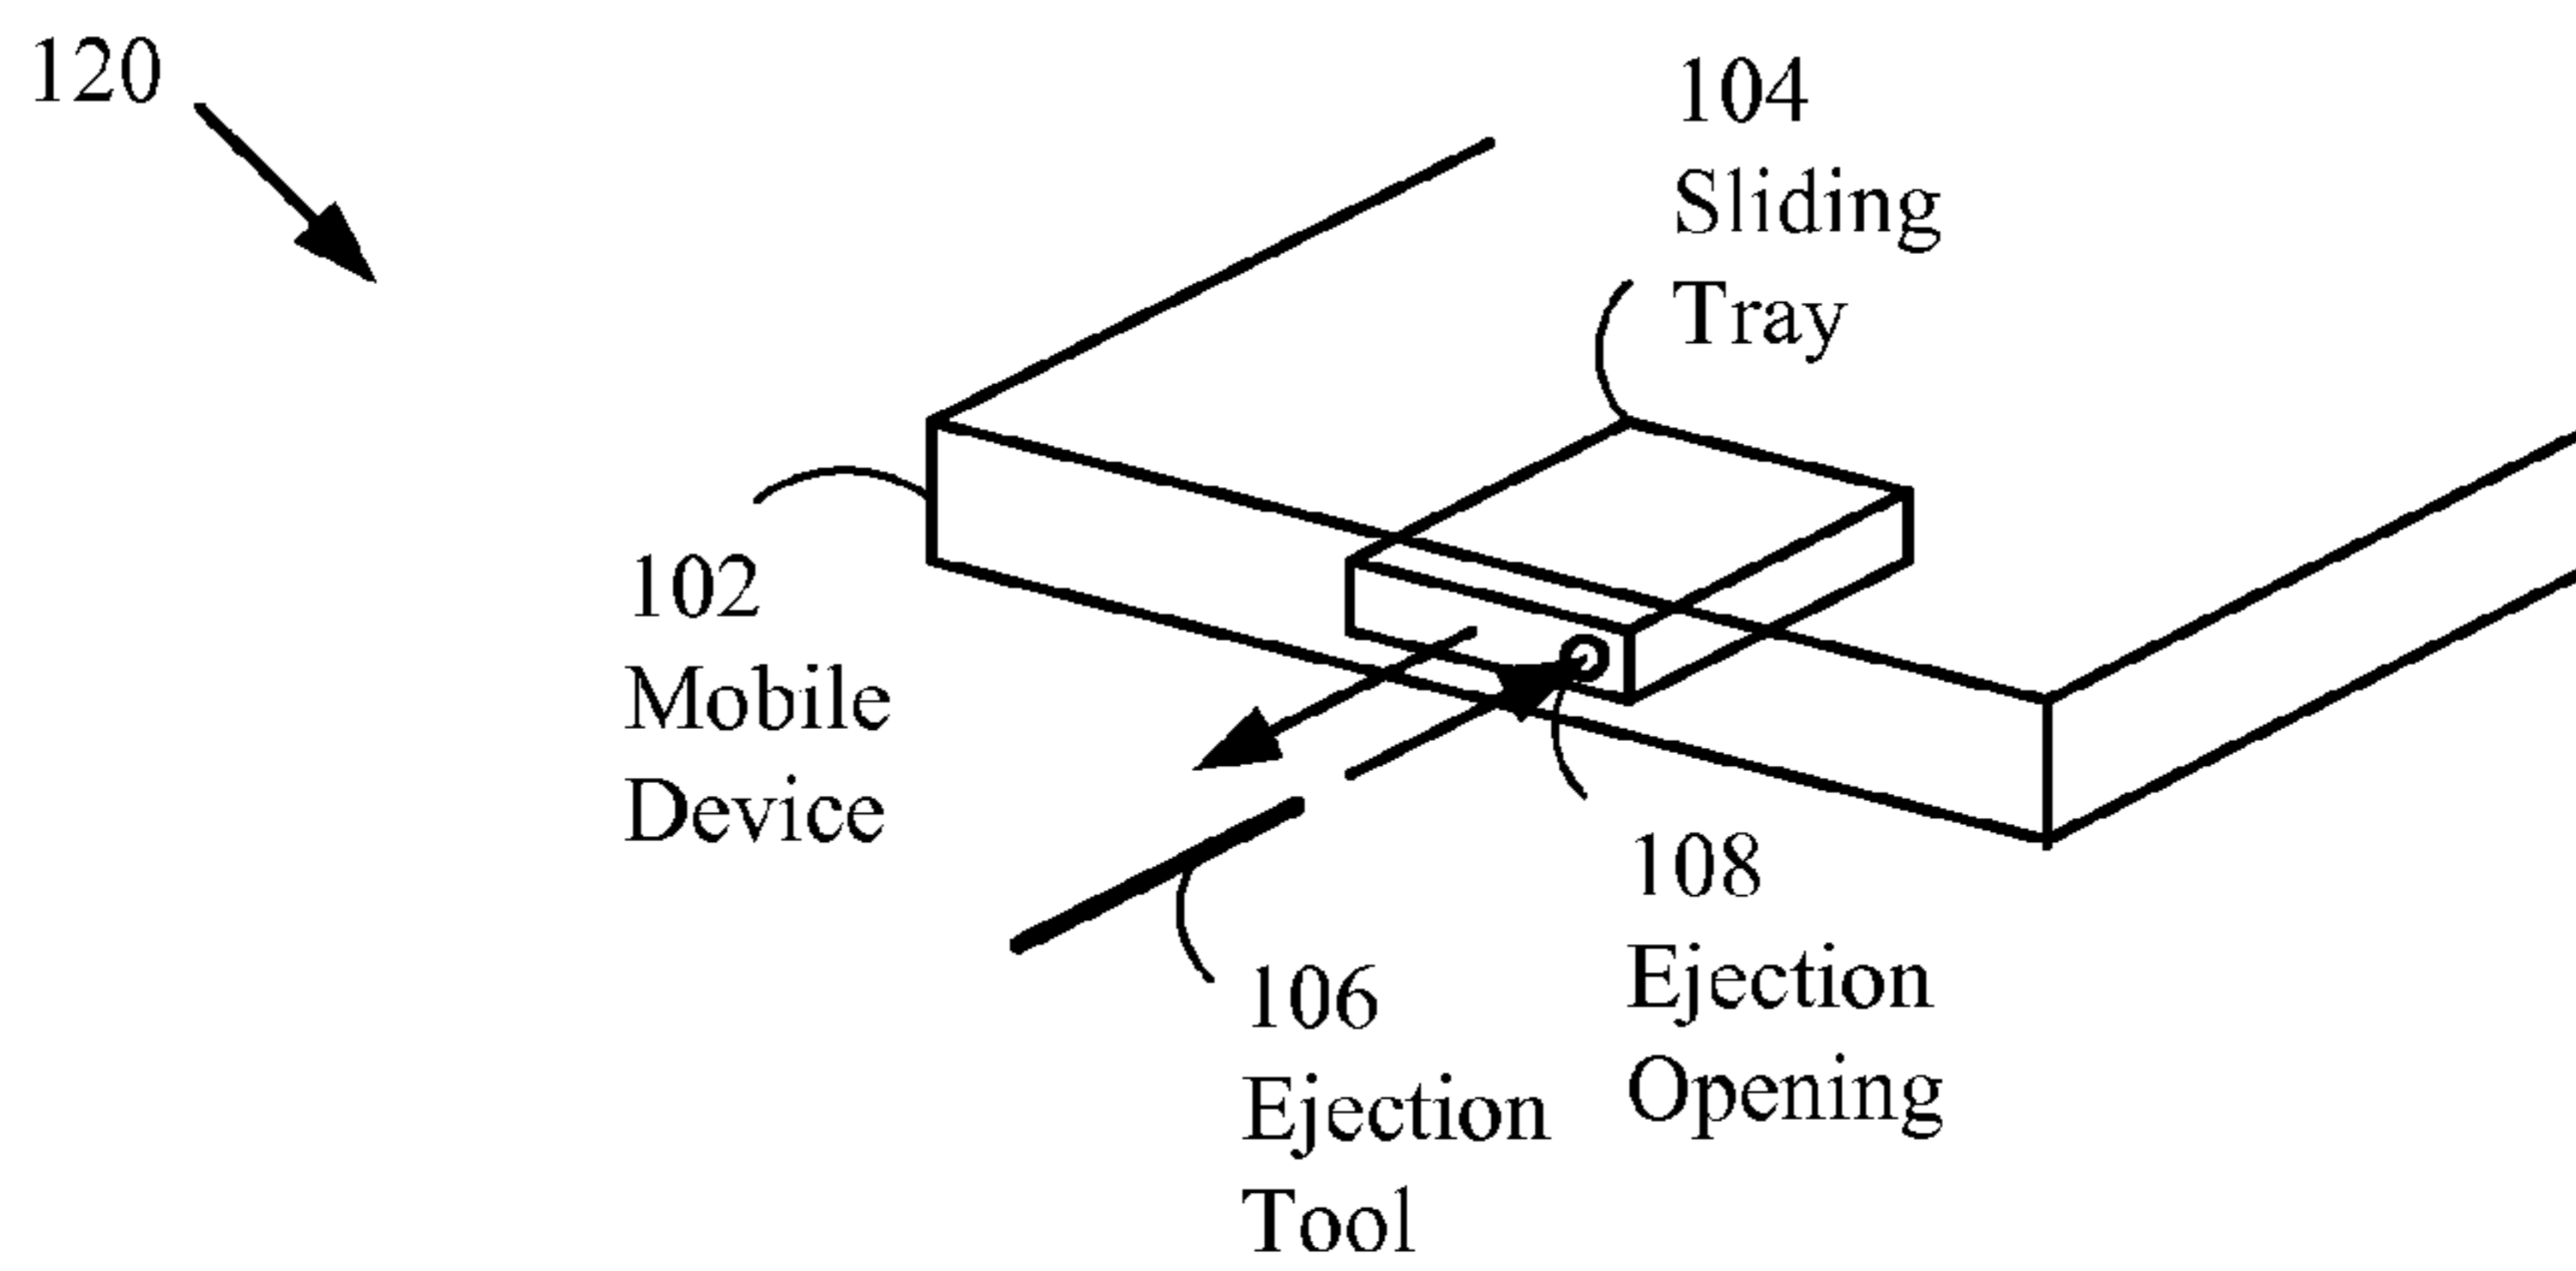 120
104
Sliding
Tray
102
Mobile
Device
108
Ejection
Opening
106
Ejection
Tool